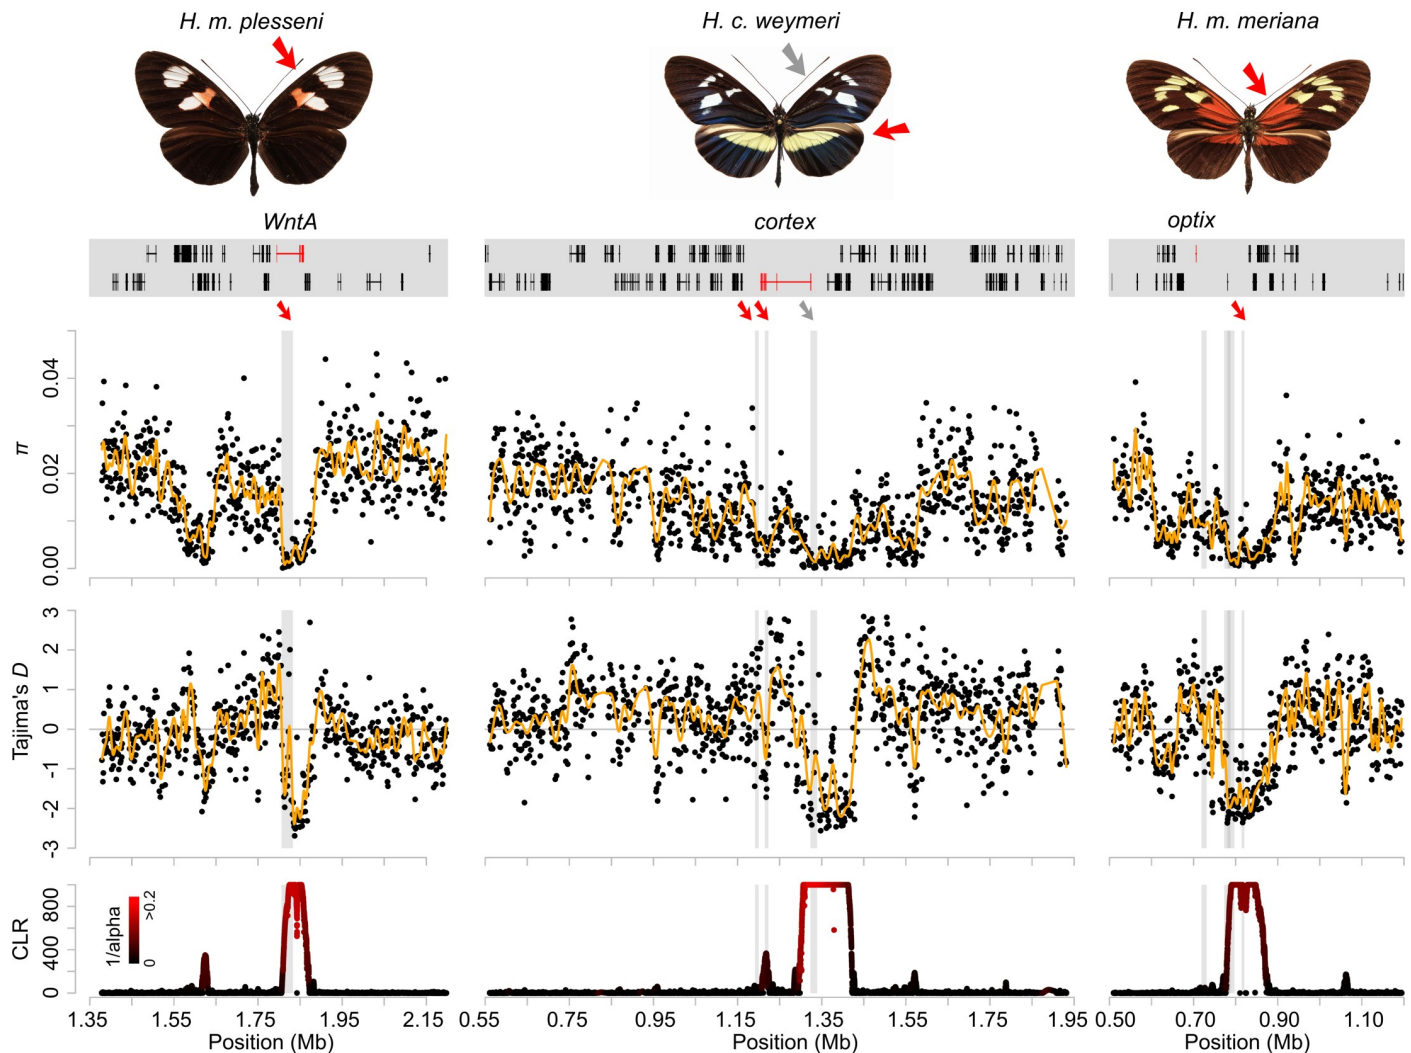 H. m. plesseni H. c. weymeri H. m. meriana
WntA cortex optix
π
0.04
0.02
0.00
Tajima's D
3
2
1
0
-1
-2
-3
CLR
800
400
0
1/alpha
0 >0.2
1.35 1.55 1.75 1.95 2.15 0.55 0.75 0.95 1.15 1.35 1.55 1.75 1.95 0.50 0.70 0.90 1.10
Position (Mb) Position (Mb) Position (Mb)